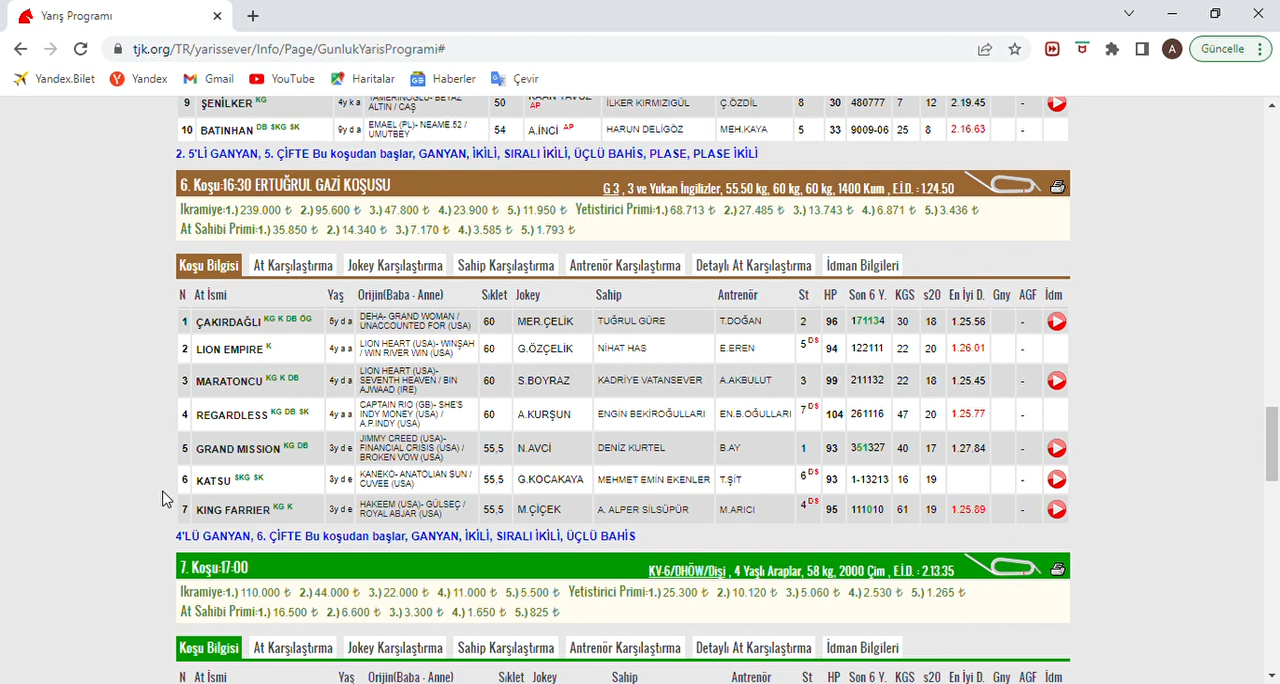 Yarış Programı
tjk.org/TR/yarissever/Info/Page/GunlukYarisProgrami#
A
Güncelle
Yandex.Bilet Yandex Gmail YouTube Haritalar Haberler Çevir
9 ŞENİLKER KG 4y k a ALTIN / CAŞ 50 AP İLKER KIRMIZIGÜL Ç.ÖZDİL 8 30 480777 7 12 2.19.45 -
10 BATINHAN DB SKG SK 9y d a EMAEL (PL)- NEAME.52 / UMUTBEY 54 A.İNCİ AP HARUN DELİGÖZ MEH.KAYA 5 33 9009-06 25 8 2.16.63 -
2. 5'Lİ GANYAN, 5. ÇİFTE Bu koşudan başlar, GANYAN, İKİLİ, SIRALI İKİLİ, ÜÇLÜ BAHİS, PLASE, PLASE İKİLİ
6. Koşu:16:30 ERTUĞRUL GAZİ KOŞUSU G 3 , 3 ve Yukarı İngilizler, 55.50 kg, 60 kg, 60 kg, 1400 Kum , E.İ.D. : 1.24.50
İkramiye:1.) 239.000 ₺ 2.) 95.600 ₺ 3.) 47.800 ₺ 4.) 23.900 ₺ 5.) 11.950 ₺ Yetistirici Primi:1.) 68.713 ₺ 2.) 27.485 ₺ 3.) 13.743 ₺ 4.) 6.871 ₺ 5.) 3.436 ₺
At Sahibi Primi:1.) 35.850 ₺ 2.) 14.340 ₺ 3.) 7.170 ₺ 4.) 3.585 ₺ 5.) 1.793 ₺
Koşu Bilgisi At Karşılaştırma Jokey Karşılaştırma Sahip Karşılaştırma Antrenör Karşılaştırma Detaylı At Karşılaştırma İdman Bilgileri
N At İsmi Yaş Orijin(Baba - Anne) Sıklet Jokey Sahip Antrenör St HP Son 6 Y. KGS s20 En İyi D. Gny AGF İdm
1 ÇAKIRDAĞLI KG K DB ÖG 5y d a DEHA- GRAND WOMAN / UNACCOUNTED FOR (USA) 60 MER.ÇELİK TUĞRUL GÜRE T.DOĞAN 2 96 171134 30 18 1.25.56 -
2 LION EMPIRE K 4y a a LION HEART (USA)- WINŞAH / WIN RIVER WIN (USA) 60 G.ÖZÇELİK NİHAT HAS E.EREN 5 DS 94 122111 22 20 1.26.01 -
3 MARATONCU KG K DB 4y d a LION HEART (USA)- SEVENTH HEAVEN / BIN AJWAAD (IRE) 60 S.BOYRAZ KADRİYE VATANSEVER A.AKBULUT 3 99 211132 22 18 1.25.45 -
4 REGARDLESS KG DB SK 4y a a CAPTAIN RIO (GB)- SHE'S INDY MONEY (USA) / A.P.INDY (USA) 60 A.KURŞUN ENGİN BEKİROĞULLARI EN.B.OĞULLARI 7 DS 104 261116 47 20 1.25.77 -
5 GRAND MISSION KG DB 3y d e JIMMY CREED (USA)- FINANCIAL CRISIS (USA) / BROKEN VOW (USA) 55,5 N.AVCİ DENİZ KURTEL B.AY 1 93 351327 40 17 1.27.84 -
6 KATSU SKG SK 3y d e KANEKO- ANATOLIAN SUN / CUVEE (USA) 55,5 G.KOCAKAYA MEHMET EMİN EKENLER T.ŞİT 6 DS 93 1-13213 16 19 -
7 KING FARRIER KG K 3y d e HAKEEM (USA)- GÜLSEÇ / ROYAL ABJAR (USA) 55,5 M.ÇİÇEK A. ALPER SİLSÜPÜR M.ARICI 4 DS 95 111010 61 19 1.25.89 -
4'LÜ GANYAN, 6. ÇİFTE Bu koşudan başlar, GANYAN, İKİLİ, SIRALI İKİLİ, ÜÇLÜ BAHİS
7. Koşu:17:00 KV-6/DHÖW/Dişi , 4 Yaşlı Araplar, 58 kg, 2000 Çim , E.İ.D. : 2.13.35
İkramiye:1.) 110.000 ₺ 2.) 44.000 ₺ 3.) 22.000 ₺ 4.) 11.000 ₺ 5.) 5.500 ₺ Yetistirici Primi:1.) 25.300 ₺ 2.) 10.120 ₺ 3.) 5.060 ₺ 4.) 2.530 ₺ 5.) 1.265 ₺
At Sahibi Primi:1.) 16.500 ₺ 2.) 6.600 ₺ 3.) 3.300 ₺ 4.) 1.650 ₺ 5.) 825 ₺
Koşu Bilgisi At Karşılaştırma Jokey Karşılaştırma Sahip Karşılaştırma Antrenör Karşılaştırma Detaylı At Karşılaştırma İdman Bilgileri
N At İsmi Yaş Orijin(Baba - Anne) Sıklet Jokey Sahip Antrenör St HP Son 6 Y. KGS s20 En İyi D. Gny AGF İdm